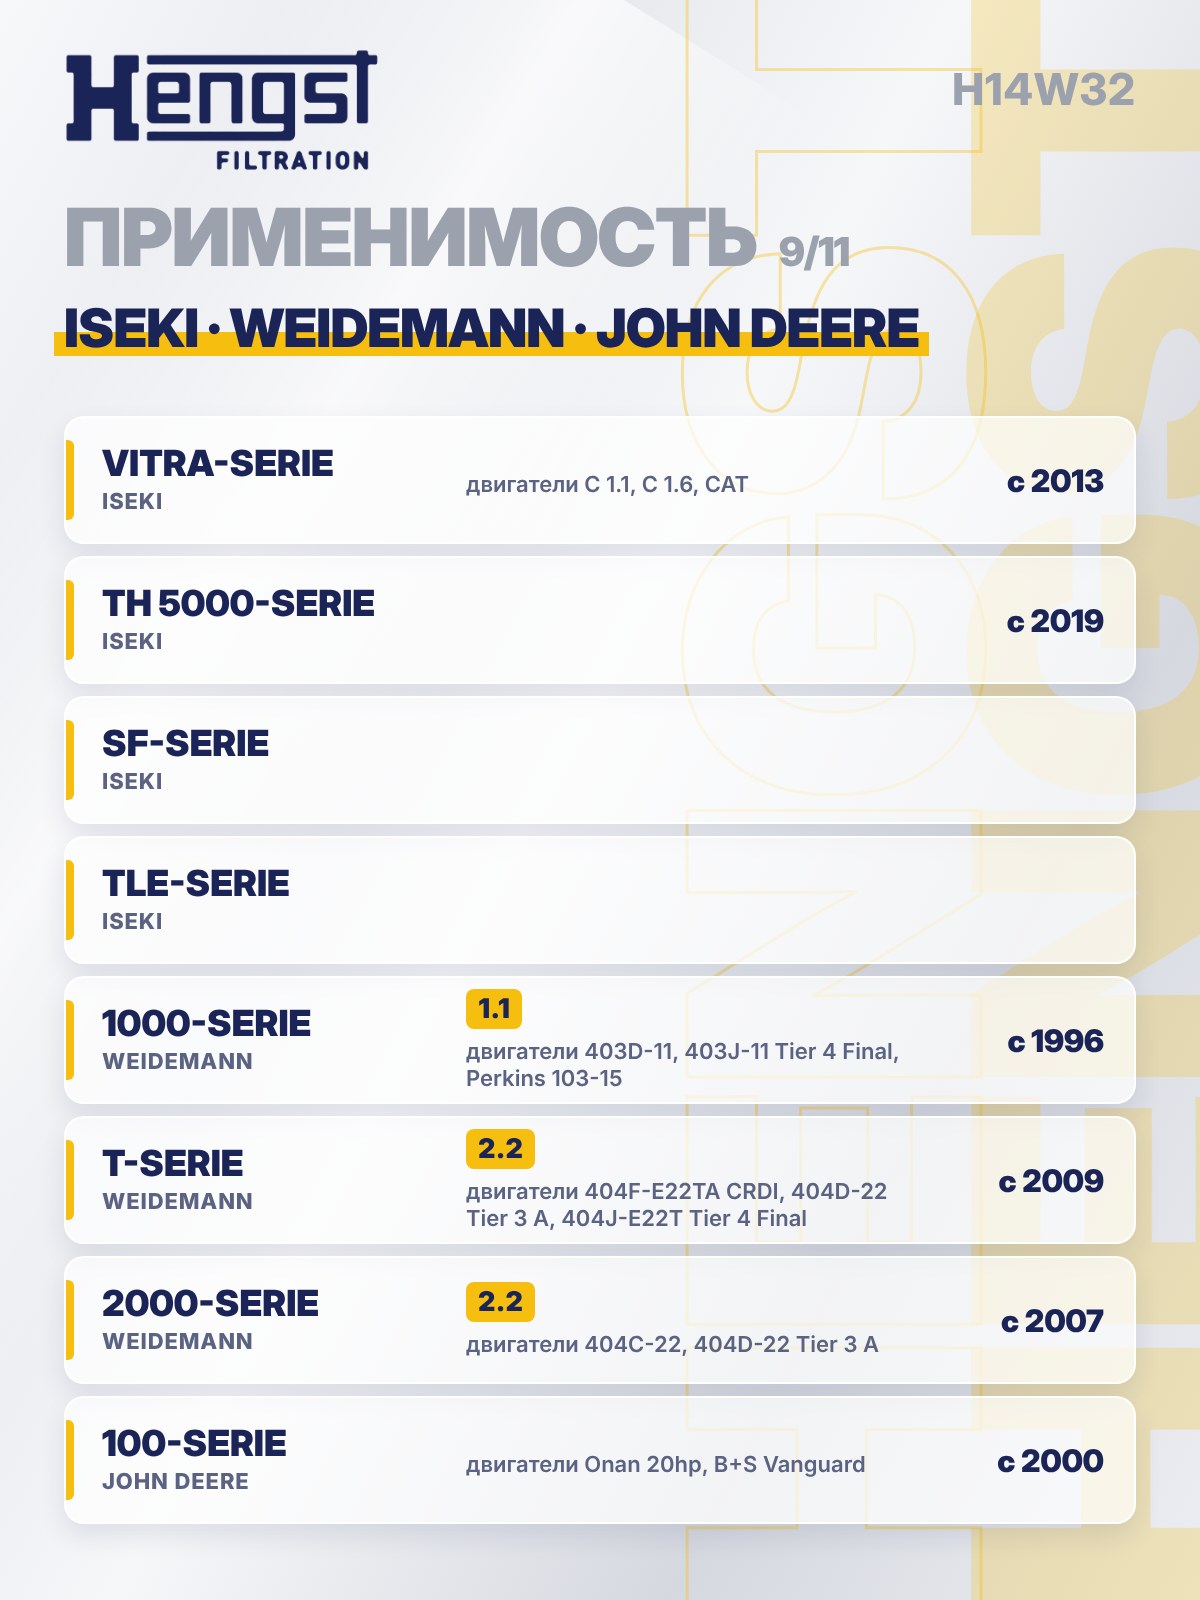 Hengst
FILTRATION
H14W32
ПРИМЕНИМОСТЬ 9/11
ISEKI · WEIDEMANN · JOHN DEERE
VITRA-SERIE
ISEKI
двигатели C 1.1, C 1.6, CAT
с 2013
TH 5000-SERIE
ISEKI
с 2019
SF-SERIE
ISEKI
TLE-SERIE
ISEKI
1000-SERIE
WEIDEMANN
1.1
двигатели 403D-11, 403J-11 Tier 4 Final,
Perkins 103-15
с 1996
T-SERIE
WEIDEMANN
2.2
двигатели 404F-E22TA CRDI, 404D-22
Tier 3 A, 404J-E22T Tier 4 Final
с 2009
2000-SERIE
WEIDEMANN
2.2
двигатели 404C-22, 404D-22 Tier 3 A
с 2007
100-SERIE
JOHN DEERE
двигатели Onan 20hp, B+S Vanguard
с 2000
HENGST
HENGST